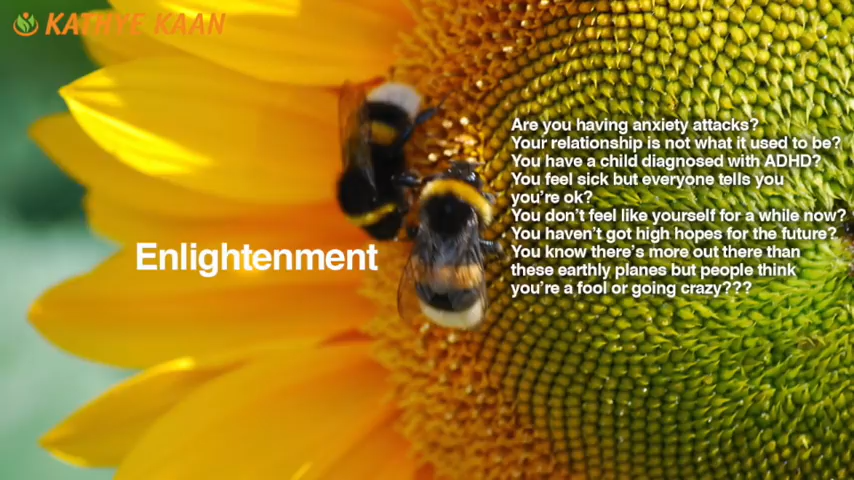 KATHYE KAAN
Are you having anxiety attacks?
Your relationship is not what it used to be?
You have a child diagnosed with ADHD?
You feel sick but everyone tells you
you're ok?
You don't feel like yourself for a while now?
You haven't got high hopes for the future?
You know there's more out there than
these earthly planes but people think
you're a fool or going crazy???
Enlightenment